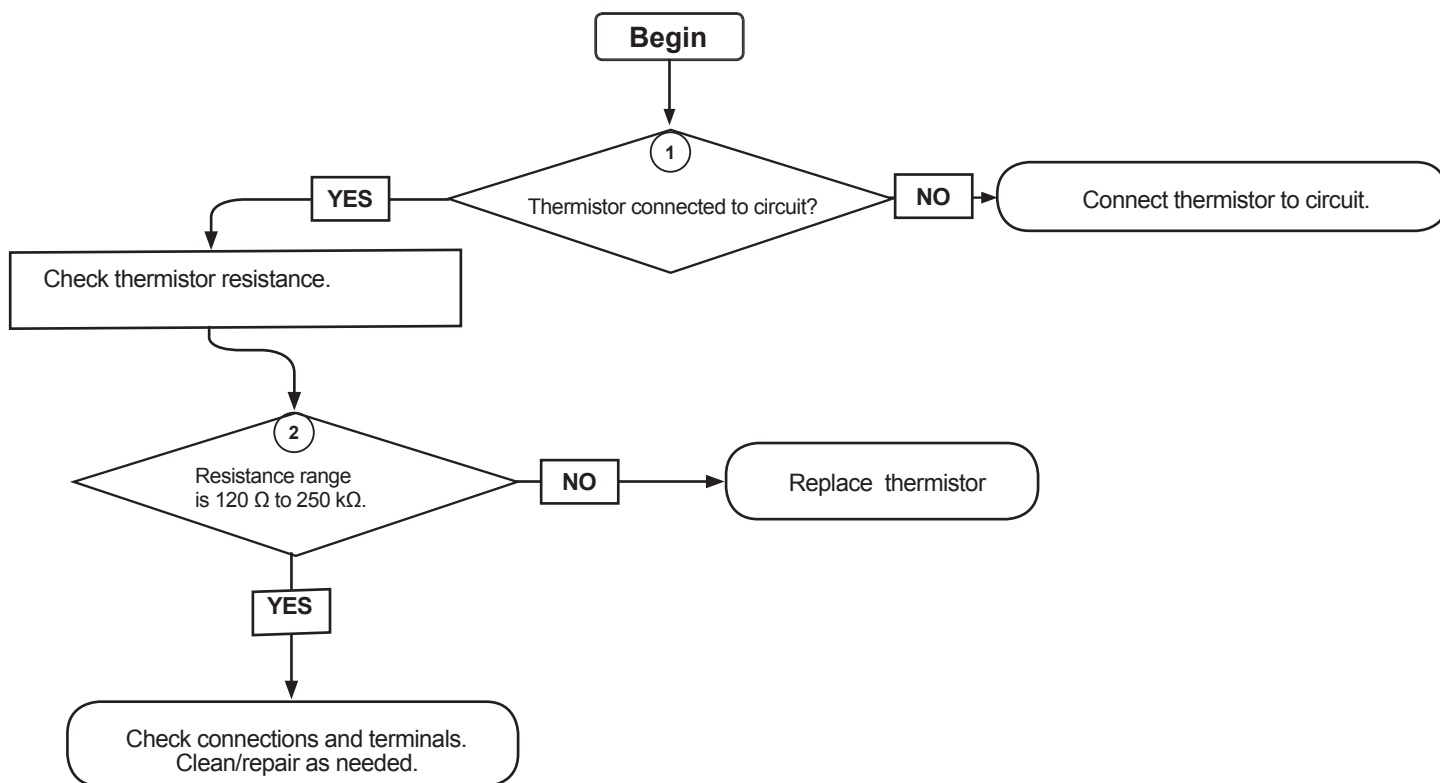 Begin
1
Thermistor connected to circuit?
YES
NO
Connect thermistor to circuit.
Check thermistor resistance.
2
Resistance range
is 120 Ω to 250 kΩ.
NO
Replace thermistor
YES
Check connections and terminals.
Clean/repair as needed.